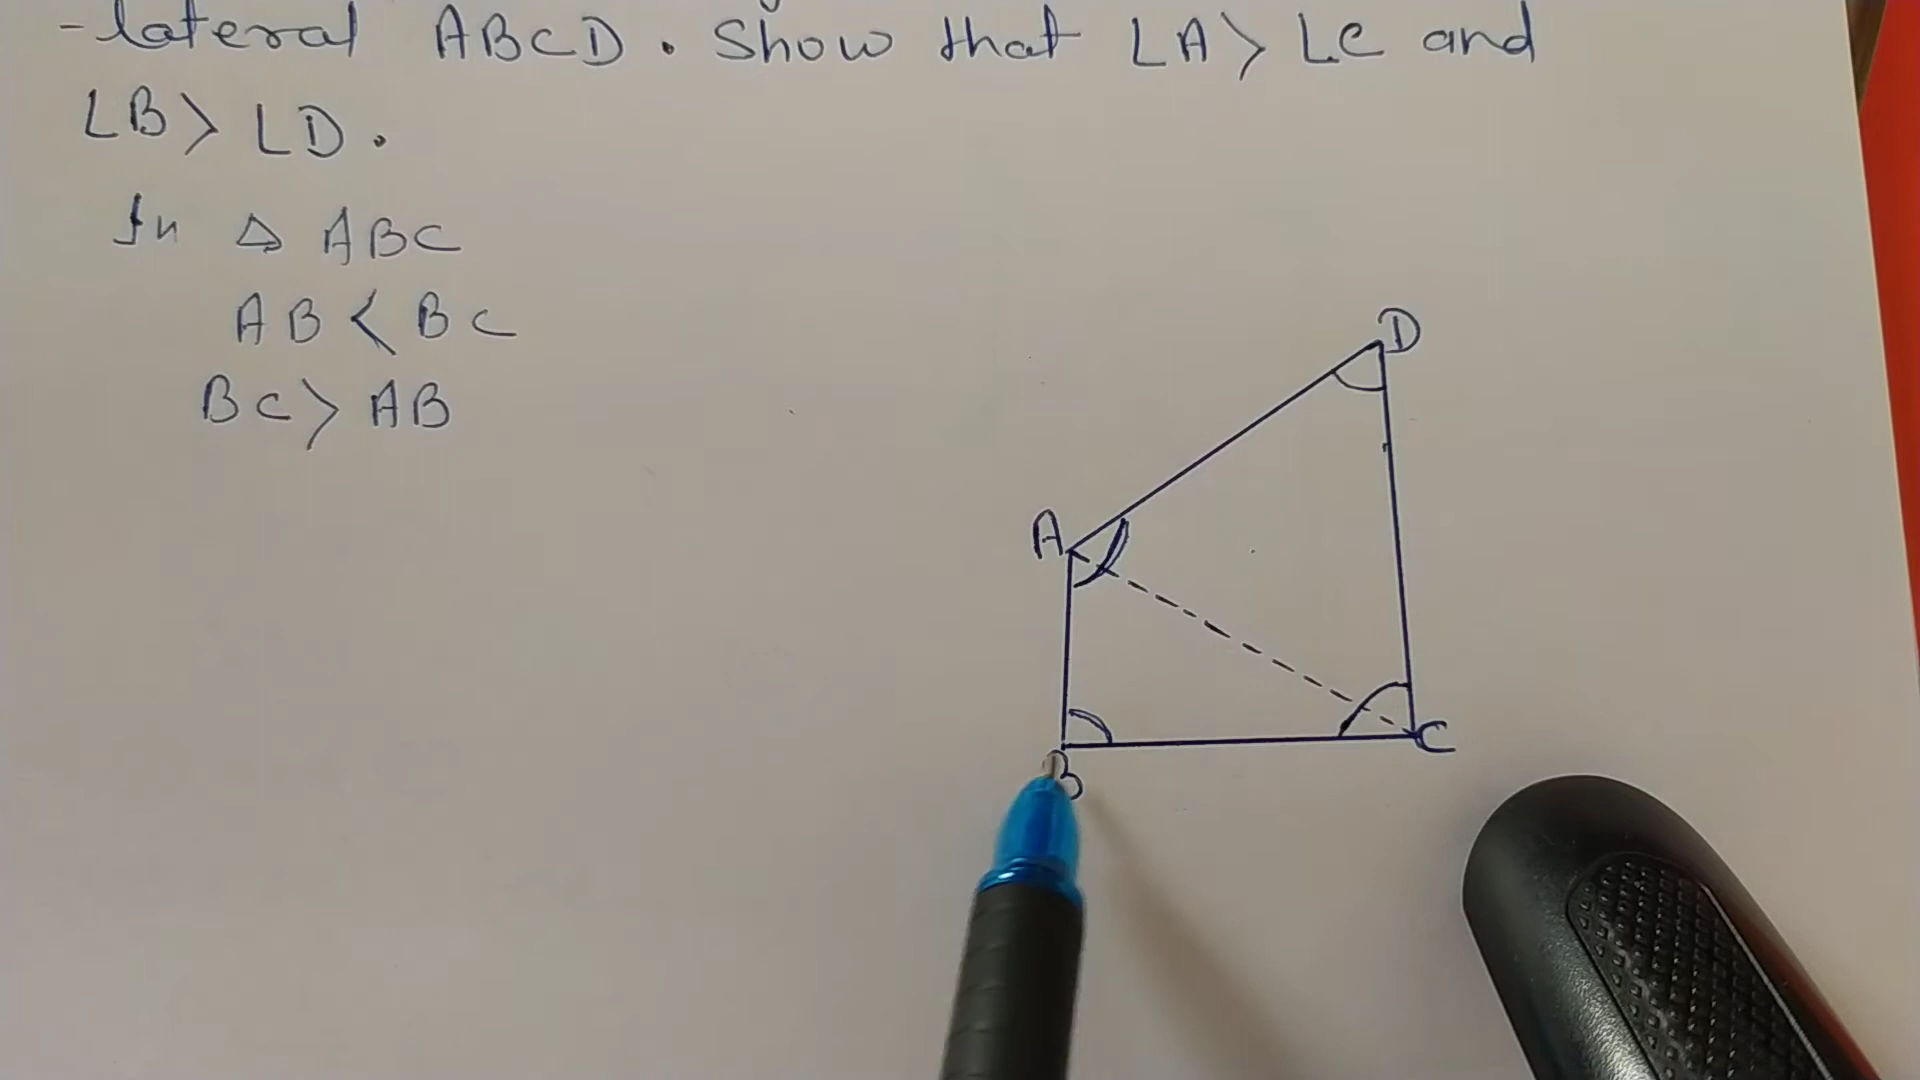 -lateral ABCD. Show that ∠A > ∠C and
∠B > ∠D.
In △ ABC
AB < BC
BC > AB
D
A
C
B